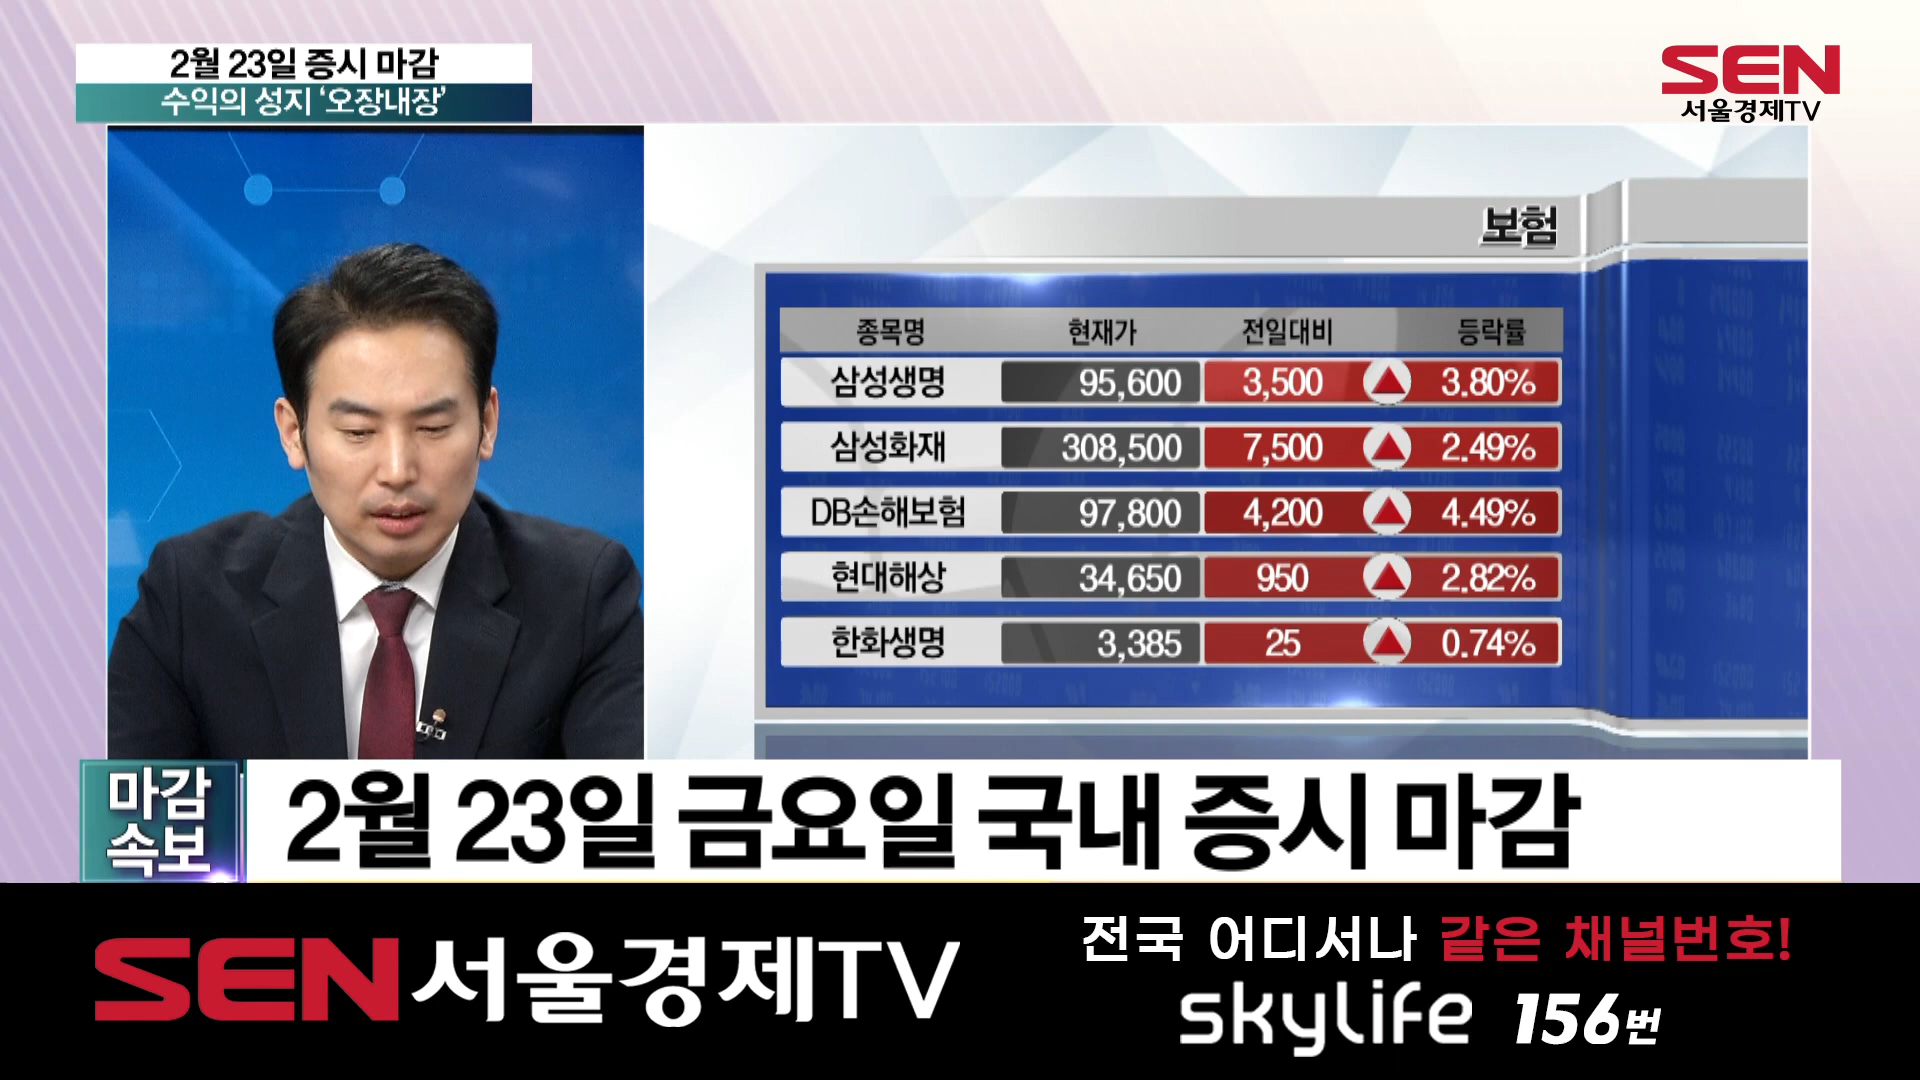 2월 23일 증시 마감
수익의 성지 ‘오장내장’
SEN
서울경제TV
보험
종목명 현재가 전일대비 등락률
삼성생명 95,600 3,500 ▲ 3.80%
삼성화재 308,500 7,500 ▲ 2.49%
DB손해보험 97,800 4,200 ▲ 4.49%
현대해상 34,650 950 ▲ 2.82%
한화생명 3,385 25 ▲ 0.74%
마감
속보
2월 23일 금요일 국내 증시 마감
SEN 서울경제TV
전국 어디서나 같은 채널번호!
skylife 156번